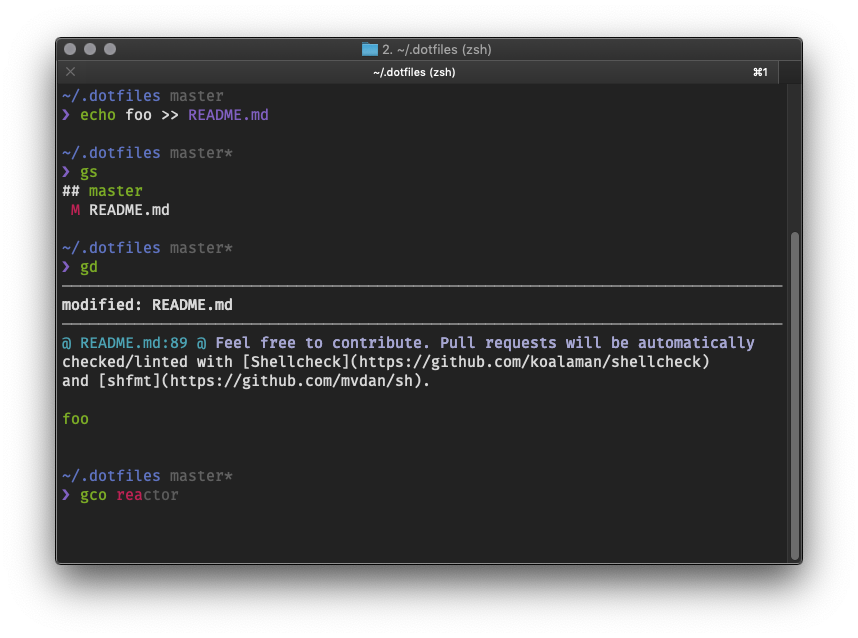 2. ~/.dotfiles (zsh)
~/.dotfiles (zsh) ⌘1
~/.dotfiles master
❯ echo foo >> README.md
~/.dotfiles master*
❯ gs
## master
 M README.md
~/.dotfiles master*
❯ gd
modified: README.md
@ README.md:89 @ Feel free to contribute. Pull requests will be automatically
checked/linted with [Shellcheck](https://github.com/koalaman/shellcheck)
and [shfmt](https://github.com/mvdan/sh).
foo
~/.dotfiles master*
❯ gco reactor